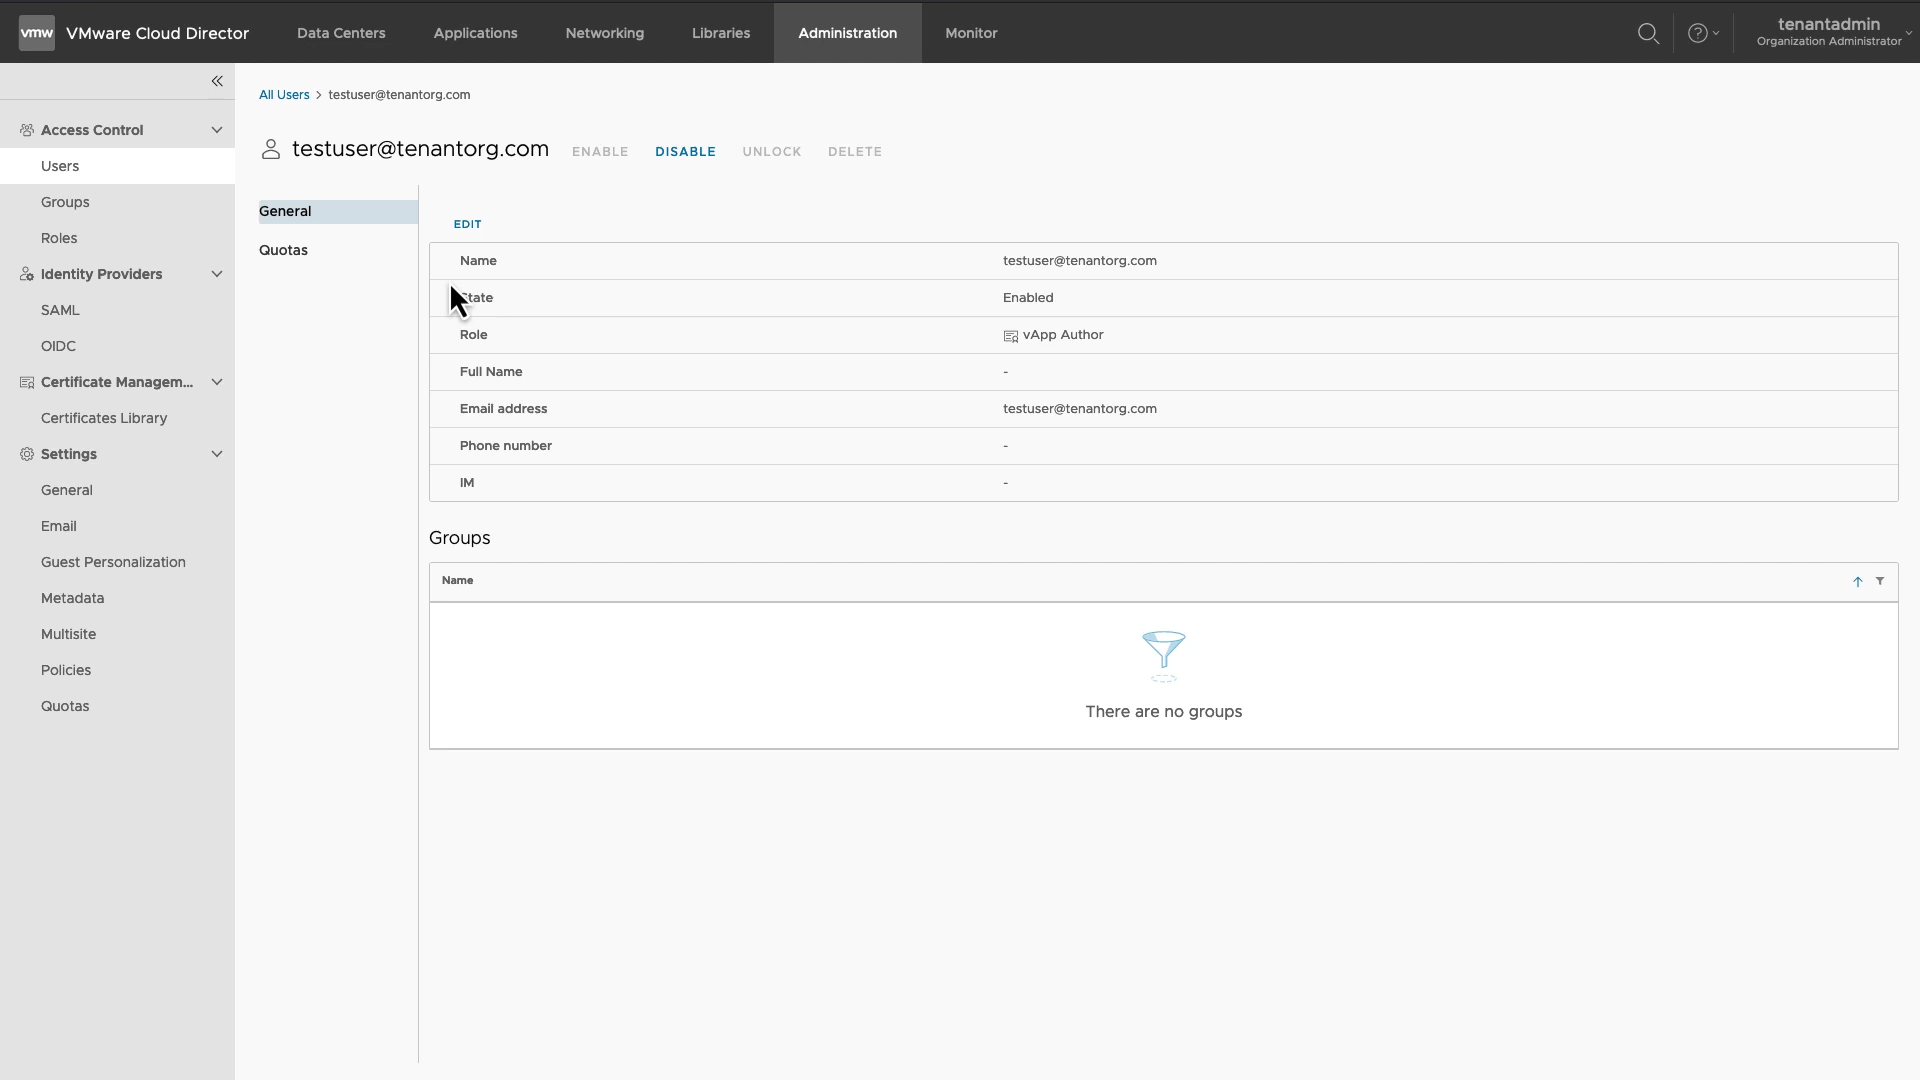 vmw VMware Cloud Director Data Centers Applications Networking Libraries Administration Monitor tenantadmin
Organization Administrator
Access Control
Users
Groups
Roles
Identity Providers
SAML
OIDC
Certificate Managem...
Certificates Library
Settings
General
Email
Guest Personalization
Metadata
Multisite
Policies
Quotas
All Users > testuser@tenantorg.com
testuser@tenantorg.com ENABLE DISABLE UNLOCK DELETE
General
Quotas
EDIT
Name testuser@tenantorg.com
State Enabled
Role vApp Author
Full Name -
Email address testuser@tenantorg.com
Phone number -
IM -
Groups
Name
There are no groups